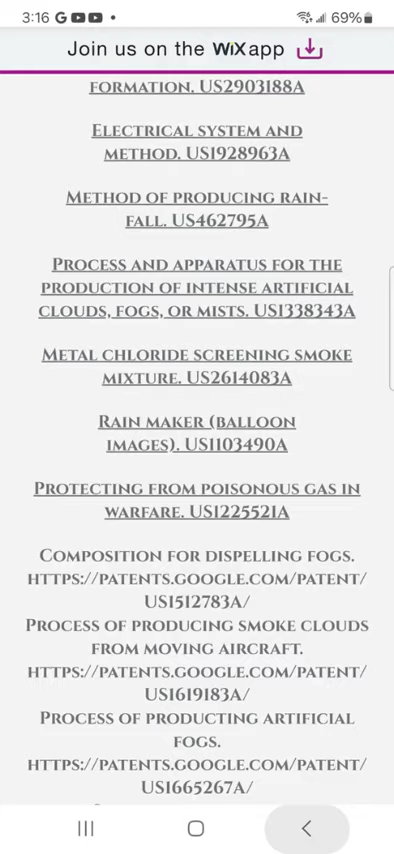 3:16 G
69%
Join us on the WiX app
FORMATION. US2903188A
ELECTRICAL SYSTEM AND
METHOD. US1928963A
METHOD OF PRODUCING RAIN-
FALL. US462795A
PROCESS AND APPARATUS FOR THE
PRODUCTION OF INTENSE ARTIFICIAL
CLOUDS, FOGS, OR MISTS. US1338343A
METAL CHLORIDE SCREENING SMOKE
MIXTURE. US2614083A
RAIN MAKER (BALLOON
IMAGES). US1103490A
PROTECTING FROM POISONOUS GAS IN
WARFARE. US1225521A
COMPOSITION FOR DISPELLING FOGS.
HTTPS://PATENTS.GOOGLE.COM/PATENT/
US1512783A/
PROCESS OF PRODUCING SMOKE CLOUDS
FROM MOVING AIRCRAFT.
HTTPS://PATENTS.GOOGLE.COM/PATENT/
US1619183A/
PROCESS OF PRODUCTING ARTIFICIAL
FOGS.
HTTPS://PATENTS.GOOGLE.COM/PATENT/
US1665267A/